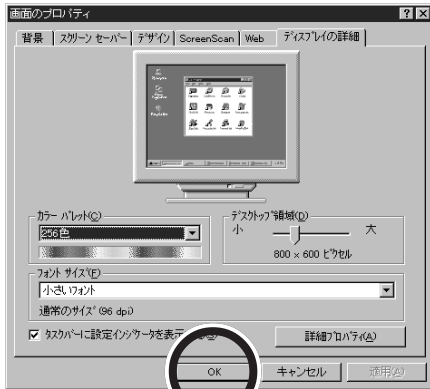 画面のプロパティ
背景 スクリーン セーバー デザイン ScreenScan Web ディスプレイの詳細
カラー パレット(C)
256色
デスクトップ領域(D)
小 大
800 × 600 ピクセル
フォント サイズ(F)
小さいフォント
通常のサイズ (96 dpi)
タスクバーに設定インジケータを表示
詳細プロパティ(A)
OK キャンセル 適用(A)